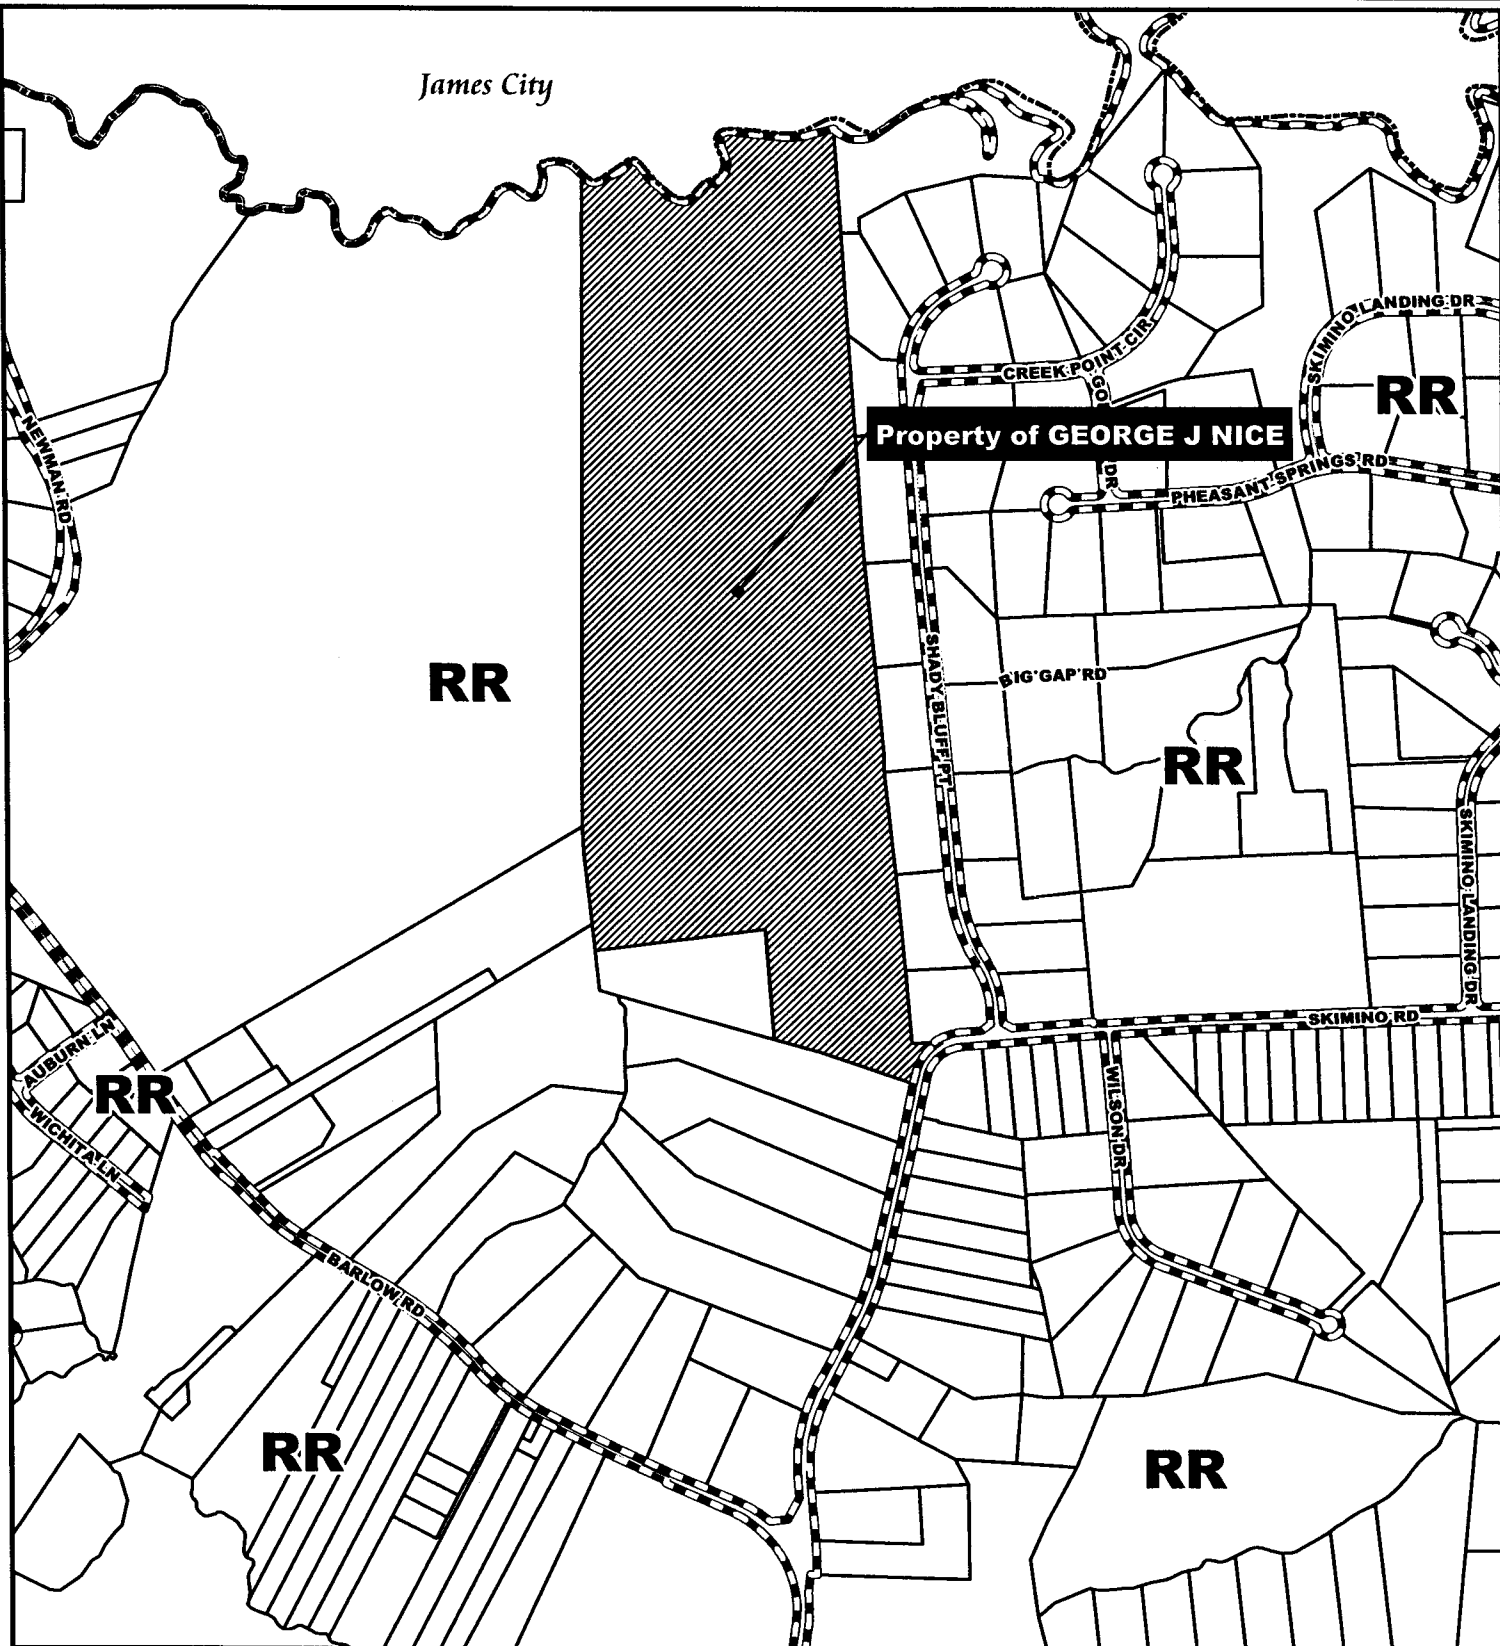 James City
SKIMINO LANDING DR
CREEK POINT CIR
RR
GO
Property of GEORGE J NICE
NEWMAN RD
DR
PHEASANT SPRINGS RD
RR
SHADY BLUFF PT
BIG GAP RD
RR
SKIMINO LANDING DR
SKIMINO RD
AUBURN LN
RR
WICHITA LN
WILSON DR
BARLOW RD
RR
RR